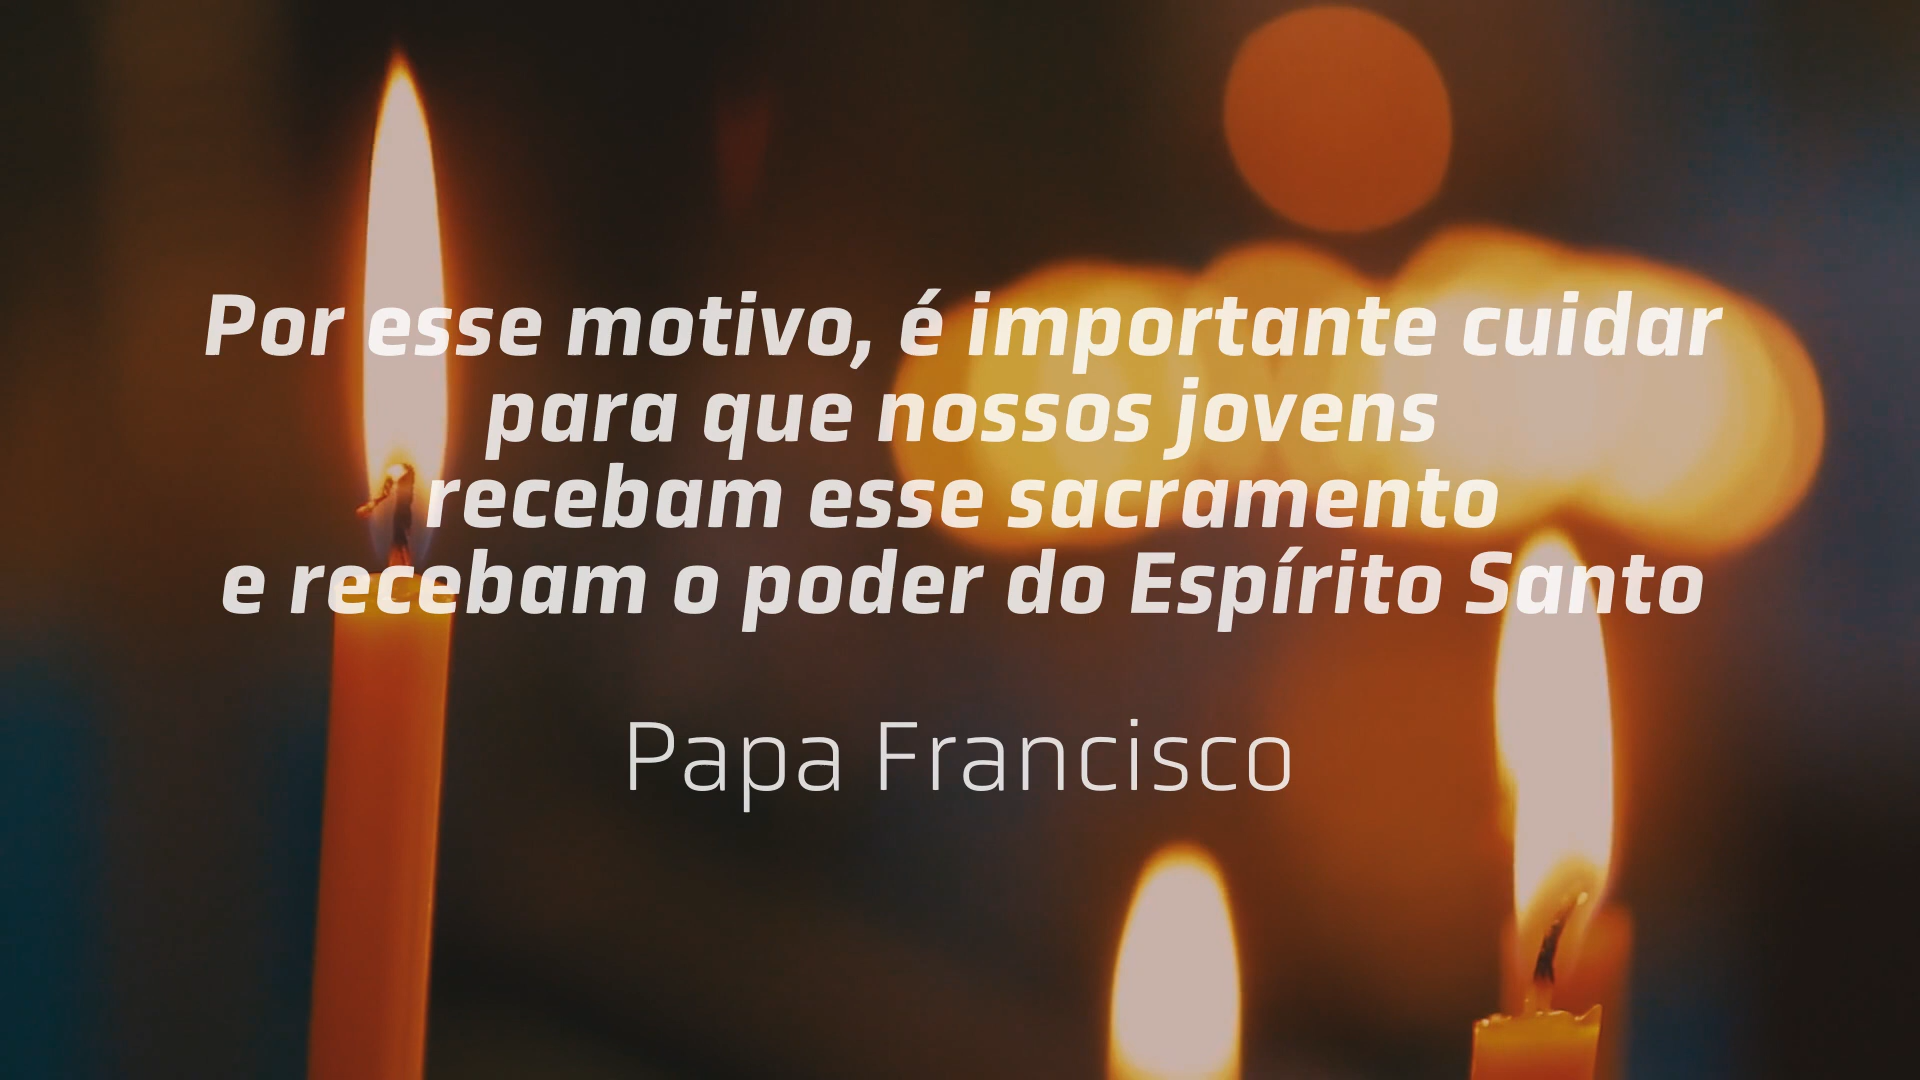 Por esse motivo, é importante cuidar
para que nossos jovens
recebam esse sacramento
e recebam o poder do Espírito Santo
Papa Francisco